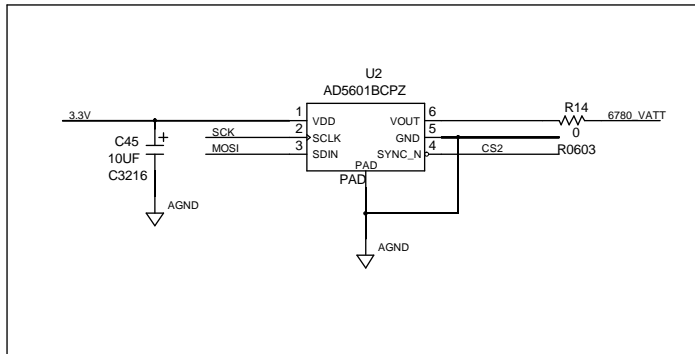 U2
AD5601BCPZ
3.3V
1
VDD
VOUT
6
R14
6780_VATT
SCK
2
SCLK
GND
5
0
MOSI
3
SDIN
SYNC_N
4
CS2
R0603
C45
+
10UF
C3216
PAD
PAD
AGND
AGND